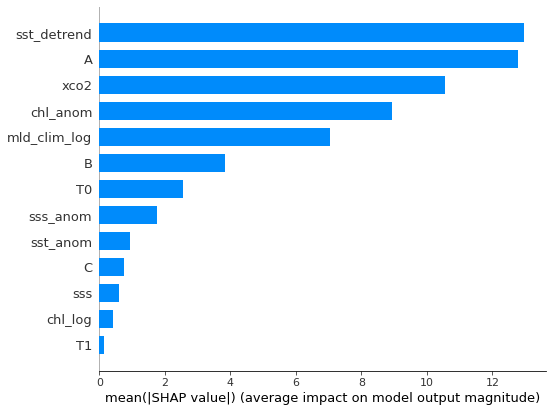 sst_detrend
A
xco2
chl_anom
mld_clim_log
B
T0
sss_anom
sst_anom
C
sss
chl_log
T1
0 2 4 6 8 10 12
mean(|SHAP value|) (average impact on model output magnitude)